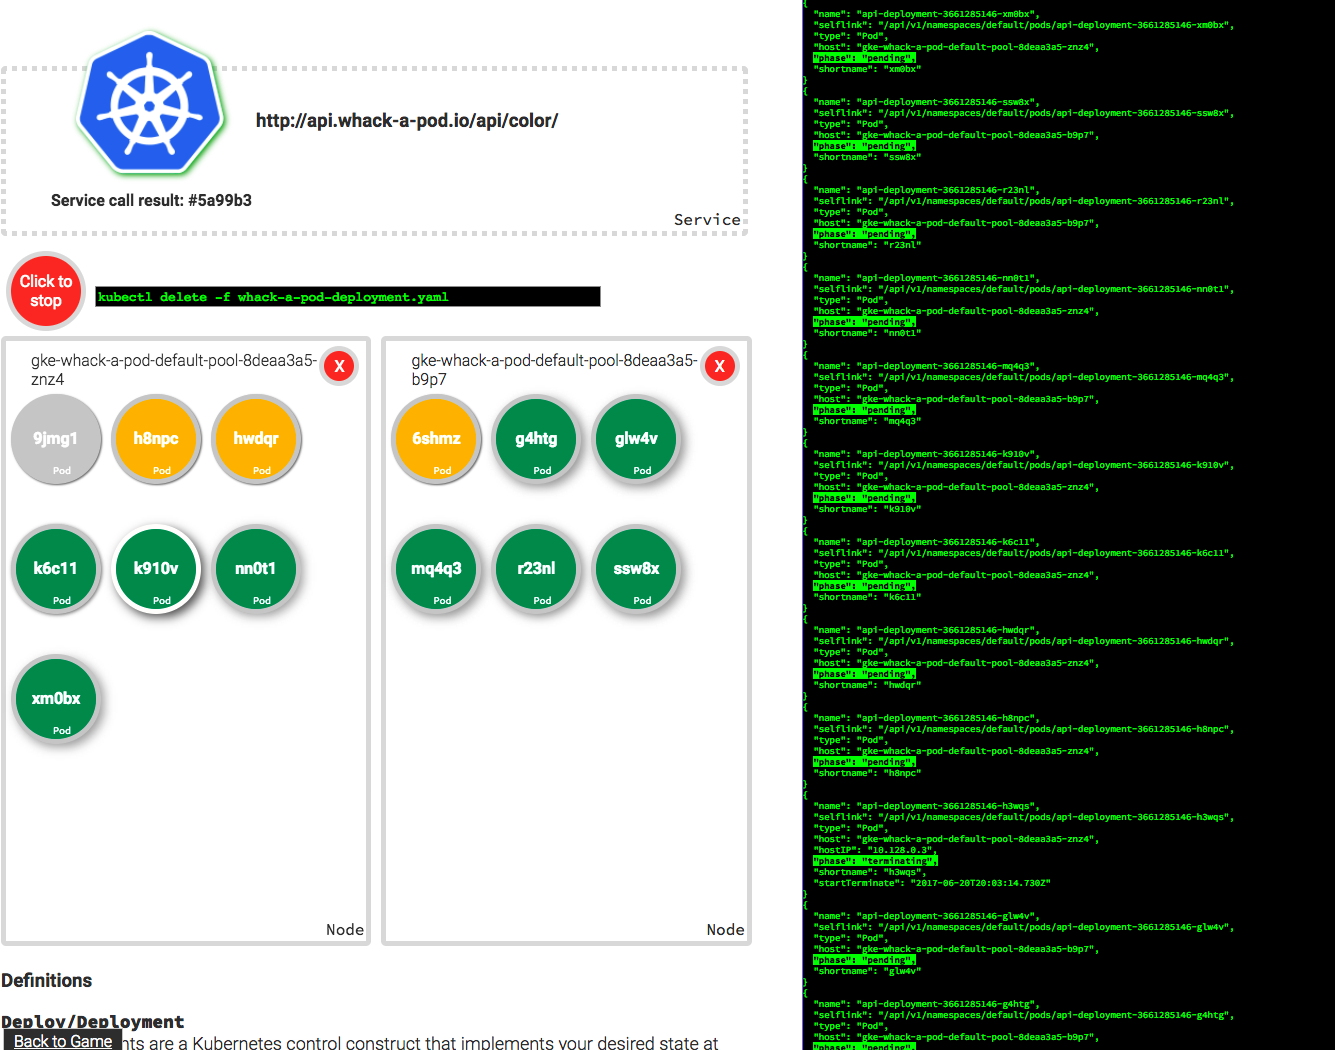 http://api.whack-a-pod.io/api/color/
Service call result: #5a99b3
Service
Click to
stop
kubectl delete -f whack-a-pod-deployment.yaml
gke-whack-a-pod-default-pool-8deaa3a5-
znz4
X
9jmg1
Pod
h8npc
Pod
hwdqr
Pod
k6c11
Pod
k910v
Pod
nn0t1
Pod
xm0bx
Pod
Node
gke-whack-a-pod-default-pool-8deaa3a5-
b9p7
X
6shmz
Pod
g4htg
Pod
glw4v
Pod
mq4q3
Pod
r23nl
Pod
ssw8x
Pod
Node
Definitions
Deploy/Deployment
Back to Game
nts are a Kubernetes control construct that implements your desired state at
{
"name": "api-deployment-3661285146-xm0bx",
"selflink": "/api/v1/namespaces/default/pods/api-deployment-3661285146-xm0bx",
"type": "Pod",
"host": "gke-whack-a-pod-default-pool-8deaa3a5-znz4",
"phase": "pending",
"shortname": "xm0bx"
}
{
"name": "api-deployment-3661285146-ssw8x",
"selflink": "/api/v1/namespaces/default/pods/api-deployment-3661285146-ssw8x",
"type": "Pod",
"host": "gke-whack-a-pod-default-pool-8deaa3a5-b9p7",
"phase": "pending",
"shortname": "ssw8x"
}
{
"name": "api-deployment-3661285146-r23nl",
"selflink": "/api/v1/namespaces/default/pods/api-deployment-3661285146-r23nl",
"type": "Pod",
"host": "gke-whack-a-pod-default-pool-8deaa3a5-b9p7",
"phase": "pending",
"shortname": "r23nl"
}
{
"name": "api-deployment-3661285146-nn0t1",
"selflink": "/api/v1/namespaces/default/pods/api-deployment-3661285146-nn0t1",
"type": "Pod",
"host": "gke-whack-a-pod-default-pool-8deaa3a5-znz4",
"phase": "pending",
"shortname": "nn0t1"
}
{
"name": "api-deployment-3661285146-mq4q3",
"selflink": "/api/v1/namespaces/default/pods/api-deployment-3661285146-mq4q3",
"type": "Pod",
"host": "gke-whack-a-pod-default-pool-8deaa3a5-b9p7",
"phase": "pending",
"shortname": "mq4q3"
}
{
"name": "api-deployment-3661285146-k910v",
"selflink": "/api/v1/namespaces/default/pods/api-deployment-3661285146-k910v",
"type": "Pod",
"host": "gke-whack-a-pod-default-pool-8deaa3a5-znz4",
"phase": "pending",
"shortname": "k910v"
}
{
"name": "api-deployment-3661285146-k6c11",
"selflink": "/api/v1/namespaces/default/pods/api-deployment-3661285146-k6c11",
"type": "Pod",
"host": "gke-whack-a-pod-default-pool-8deaa3a5-znz4",
"phase": "pending",
"shortname": "k6c11"
}
{
"name": "api-deployment-3661285146-hwdqr",
"selflink": "/api/v1/namespaces/default/pods/api-deployment-3661285146-hwdqr",
"type": "Pod",
"host": "gke-whack-a-pod-default-pool-8deaa3a5-znz4",
"phase": "pending",
"shortname": "hwdqr"
}
{
"name": "api-deployment-3661285146-h8npc",
"selflink": "/api/v1/namespaces/default/pods/api-deployment-3661285146-h8npc",
"type": "Pod",
"host": "gke-whack-a-pod-default-pool-8deaa3a5-znz4",
"phase": "pending",
"shortname": "h8npc"
}
{
"name": "api-deployment-3661285146-h3wqs",
"selflink": "/api/v1/namespaces/default/pods/api-deployment-3661285146-h3wqs",
"type": "Pod",
"host": "gke-whack-a-pod-default-pool-8deaa3a5-znz4",
"hostIP": "10.128.0.3",
"phase": "terminating",
"shortname": "h3wqs",
"startTerminate": "2017-06-20T20:03:14.730Z"
}
{
"name": "api-deployment-3661285146-glw4v",
"selflink": "/api/v1/namespaces/default/pods/api-deployment-3661285146-glw4v",
"type": "Pod",
"host": "gke-whack-a-pod-default-pool-8deaa3a5-b9p7",
"phase": "pending",
"shortname": "glw4v"
}
{
"name": "api-deployment-3661285146-g4htg",
"selflink": "/api/v1/namespaces/default/pods/api-deployment-3661285146-g4htg",
"type": "Pod",
"host": "gke-whack-a-pod-default-pool-8deaa3a5-b9p7",
"phase": "pending",